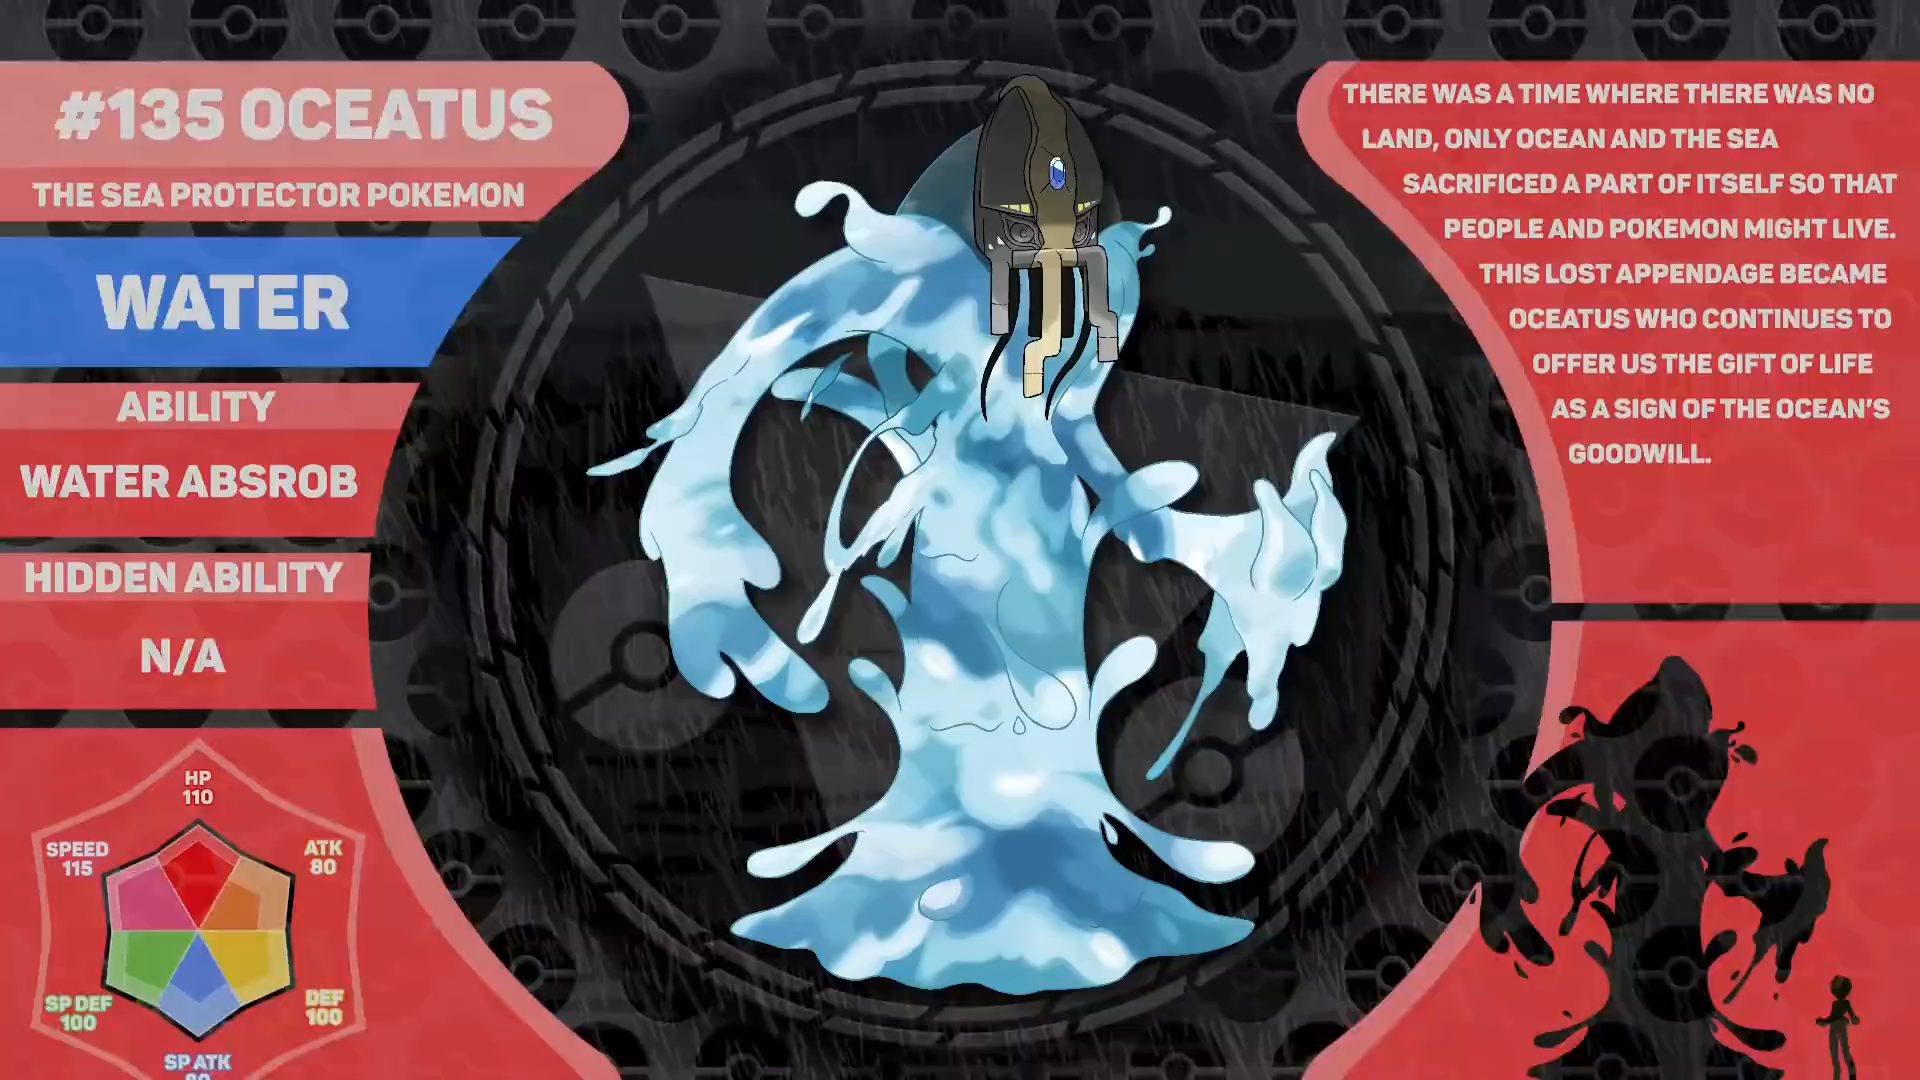 #135 OCEATUS
THE SEA PROTECTOR POKEMON
WATER
ABILITY
WATER ABSROB
HIDDEN ABILITY
N/A
HP
110
SPEED
115
ATK
80
SP DEF
100
DEF
100
SP ATK
80
THERE WAS A TIME WHERE THERE WAS NO
LAND, ONLY OCEAN AND THE SEA
SACRIFICED A PART OF ITSELF SO THAT
PEOPLE AND POKEMON MIGHT LIVE.
THIS LOST APPENDAGE BECAME
OCEATUS WHO CONTINUES TO
OFFER US THE GIFT OF LIFE
AS A SIGN OF THE OCEAN'S
GOODWILL.